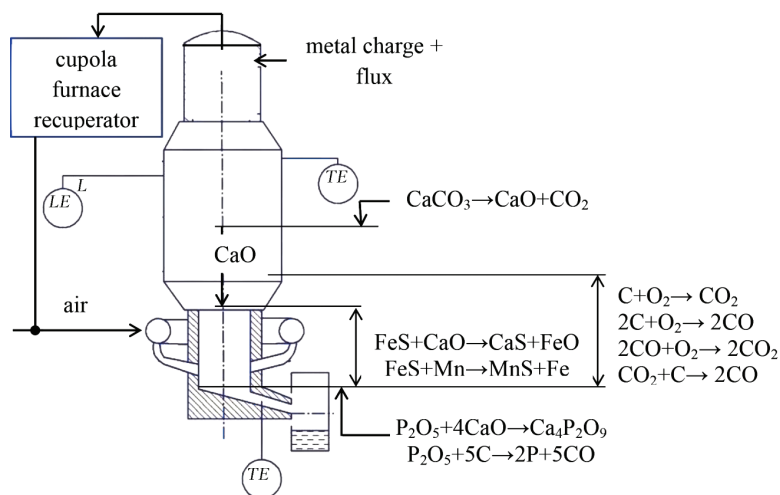 cupola
furnace
recuperator
metal charge +
flux
TE
L
LE
CaCO₃→CaO+CO₂
CaO
air
C+O₂→ CO₂
2C+O₂→ 2CO
2CO+O₂→ 2CO₂
CO₂+C→ 2CO
FeS+CaO→CaS+FeO
FeS+Mn→MnS+Fe
P₂O₅+4CaO→Ca₄P₂O₉
P₂O₅+5C→2P+5CO
TE